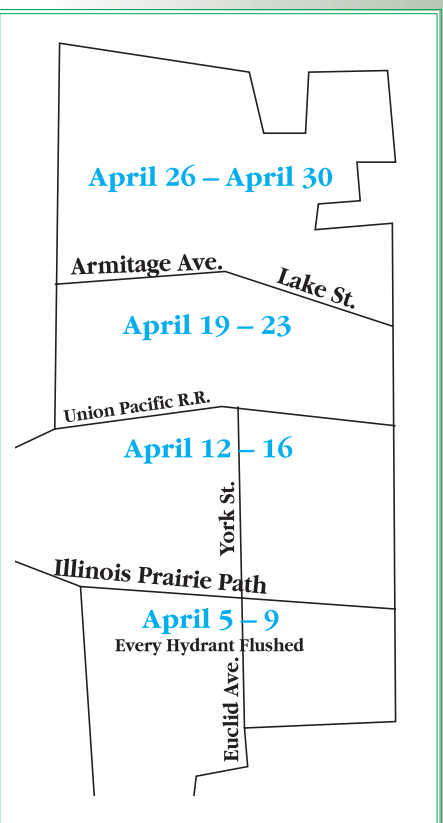 April 26 – April 30
Armitage Ave.
Lake St.
April 19 – 23
Union Pacific R.R.
April 12 – 16
York St.
Illinois Prairie Path
April 5 – 9
Every Hydrant Flushed
Euclid Ave.